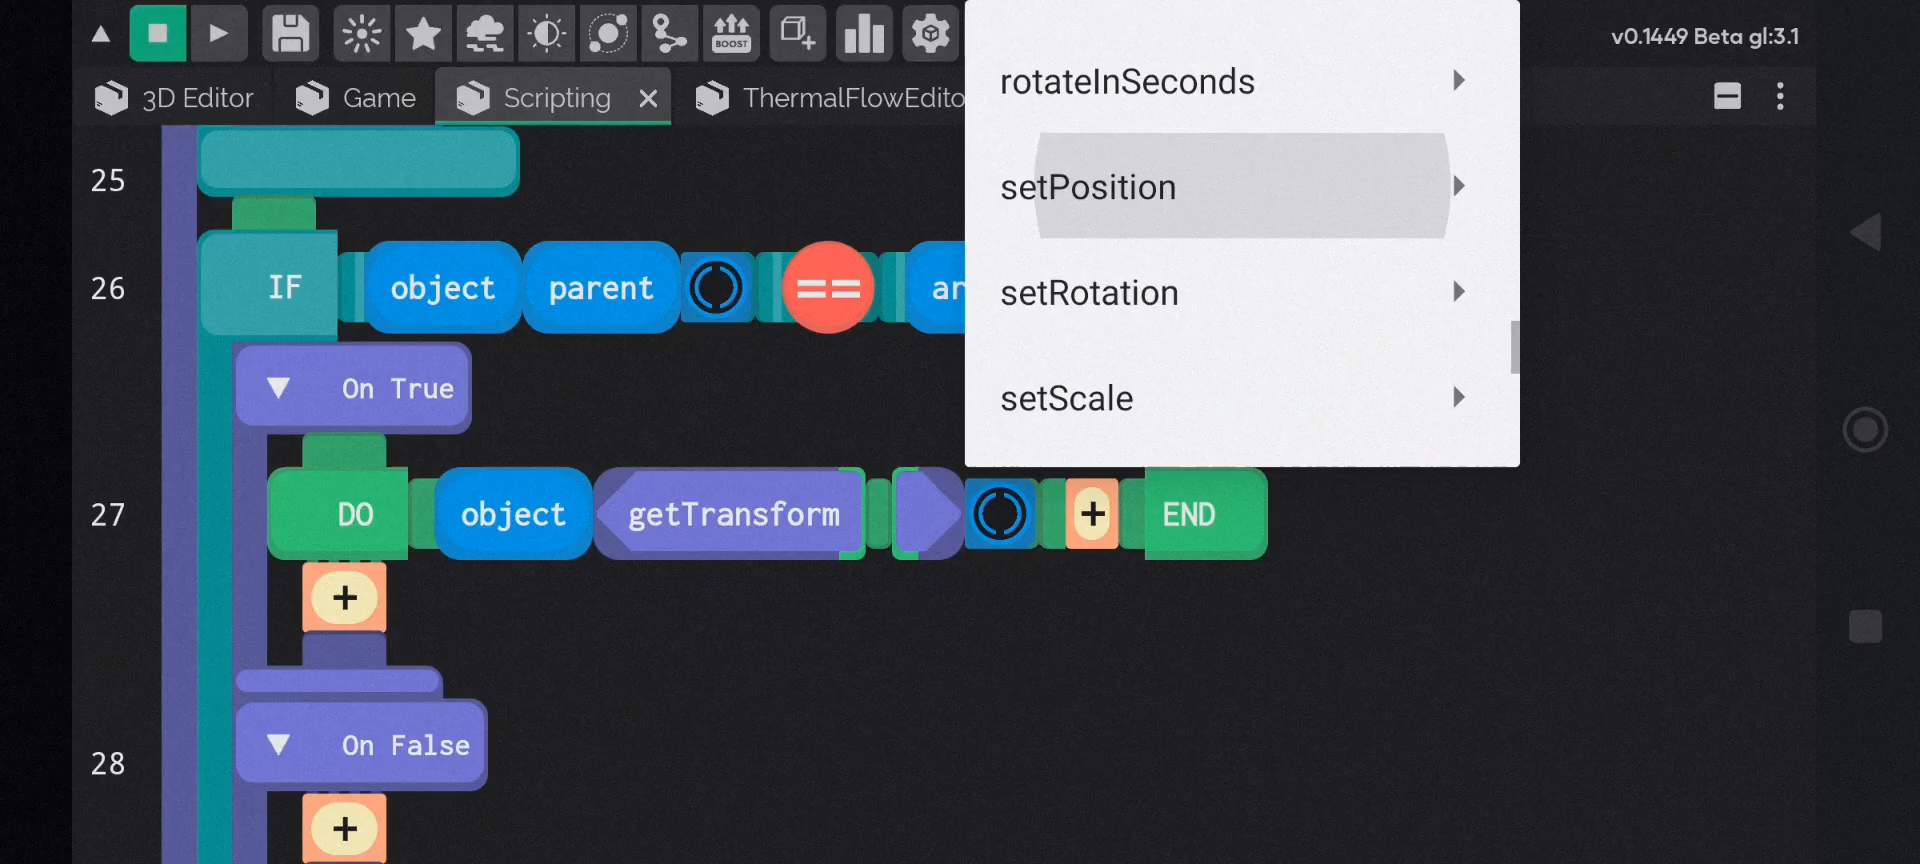 BOOST
v0.1449 Beta gl:3.1
3D Editor
Game
Scripting
ThermalFlowEdito
rotateInSeconds
setPosition
setRotation
setScale
25
26
IF
object
parent
==
ar
On True
27
DO
object
getTransform
+
END
+
28
On False
+